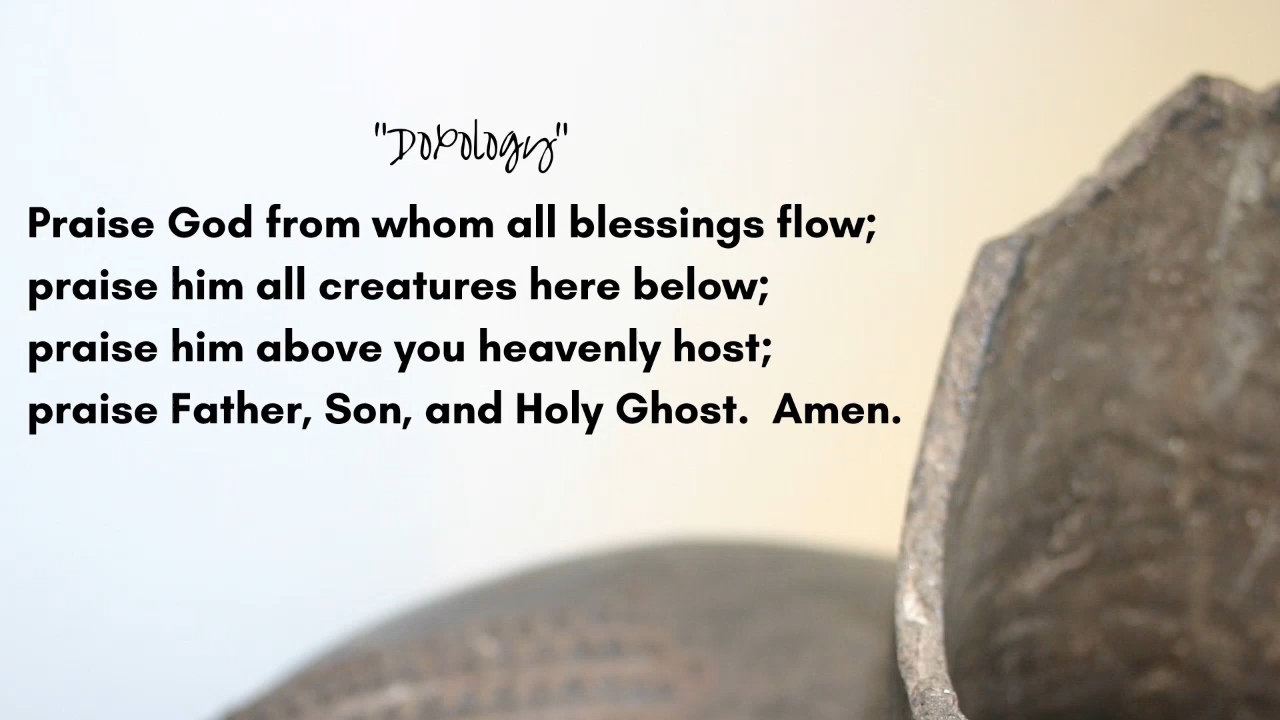 "Doxology"
Praise God from whom all blessings flow;
praise him all creatures here below;
praise him above you heavenly host;
praise Father, Son, and Holy Ghost.  Amen.